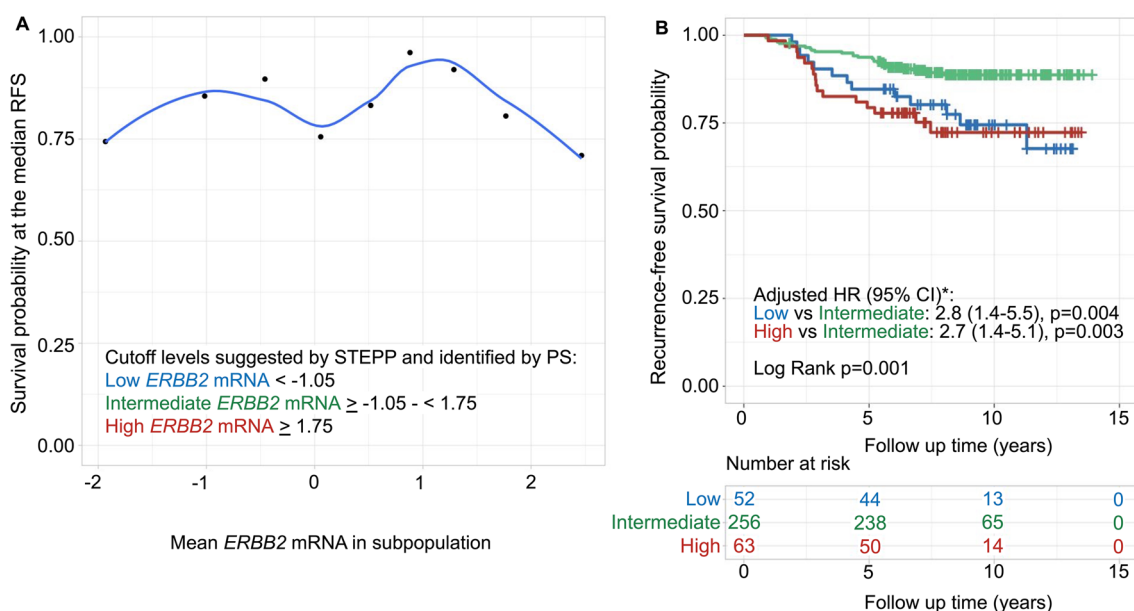 A
Survival probability at the median RFS
1.00
0.75
0.50
0.25
0.00
Cutoff levels suggested by STEPP and identified by PS:
Low ERBB2 mRNA < -1.05
Intermediate ERBB2 mRNA ≥ -1.05 - < 1.75
High ERBB2 mRNA ≥ 1.75
-2 -1 0 1 2
Mean ERBB2 mRNA in subpopulation
B
Recurrence-free survival probability
1.00
0.75
0.50
0.25
0.00
Adjusted HR (95% CI)*:
Low vs Intermediate: 2.8 (1.4-5.5), p=0.004
High vs Intermediate: 2.7 (1.4-5.1), p=0.003
Log Rank p=0.001
0 5 10 15
Follow up time (years)
Number at risk
Low 52 44 13 0
Intermediate 256 238 65 0
High 63 50 14 0
0 5 10 15
Follow up time (years)